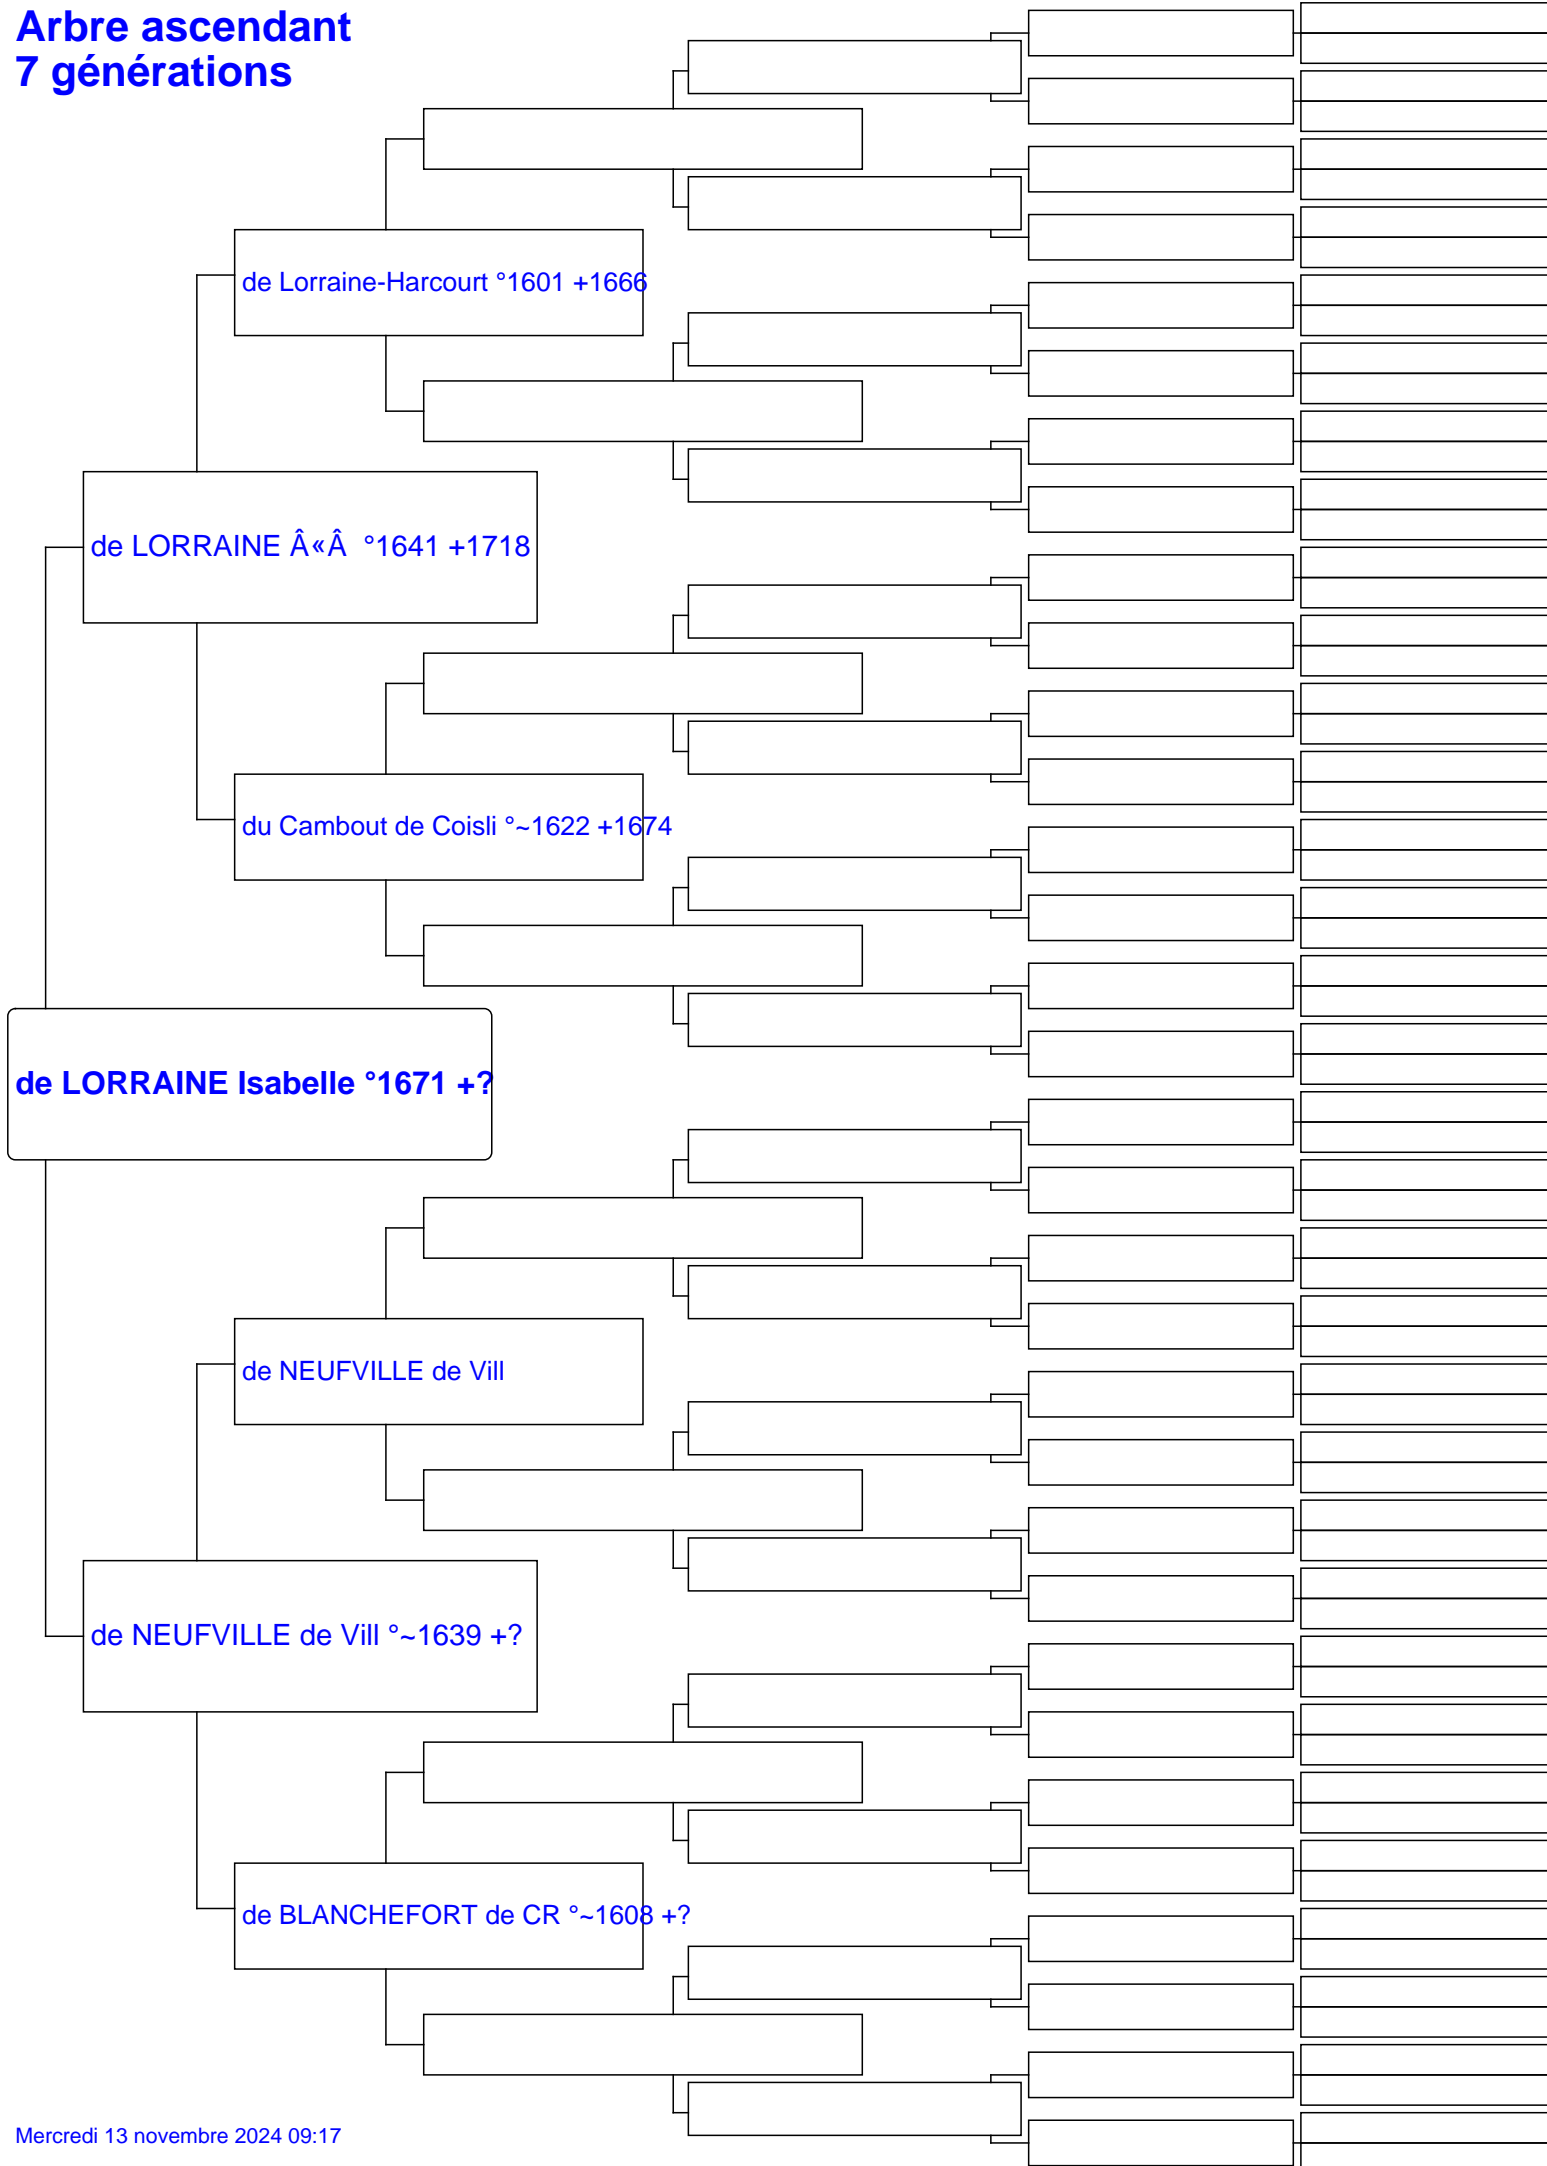 Arbre ascendant
7 générations
de Lorraine-Harcourt °1601 +1666
de LORRAINE Â«Â  °1641 +1718
du Cambout de Coisli °~1622 +1674
de LORRAINE Isabelle °1671 +?
de NEUFVILLE de Vill
de NEUFVILLE de Vill °~1639 +?
de BLANCHEFORT de CR °~1608 +?
Mercredi 13 novembre 2024 09:17